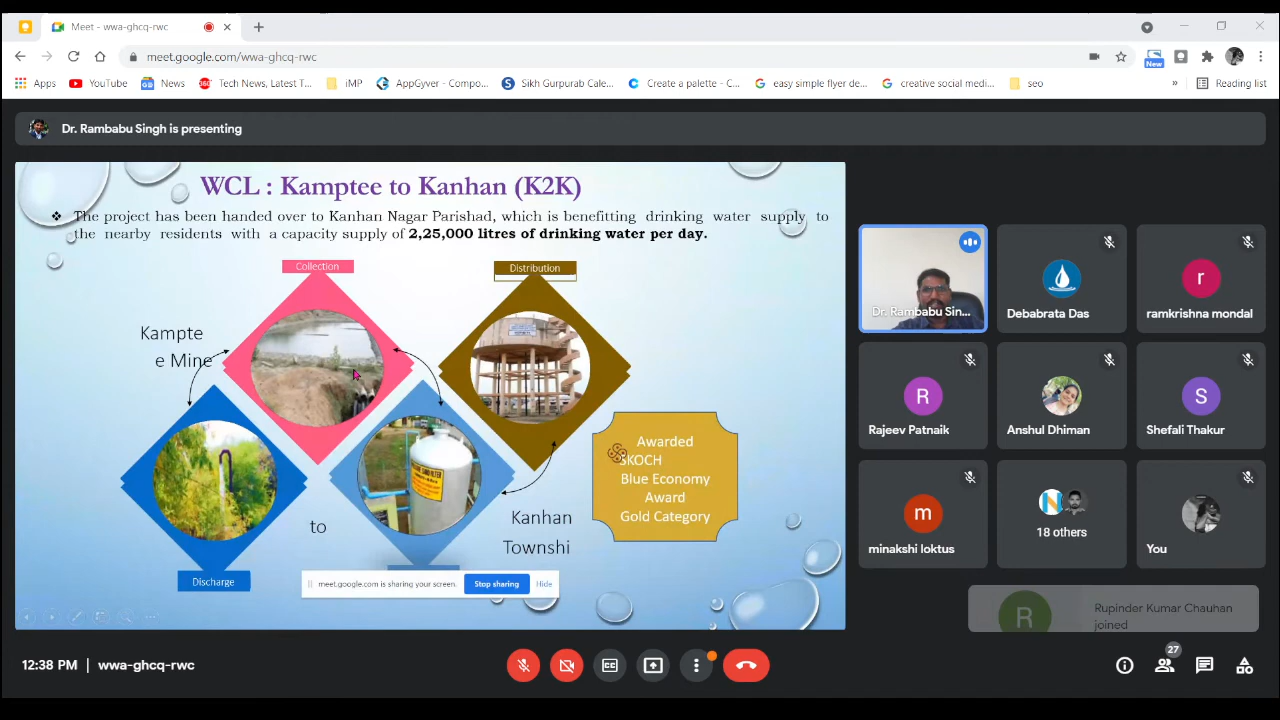 Meet - wwa-ghcq-rwc
meet.google.com/wwa-ghcq-rwc
New
Apps
YouTube
News
Tech News, Latest T...
iMP
AppGyver - Compo...
Sikh Gurpurab Cale...
Create a palette - C...
easy simple flyer de...
creative social medi...
seo
»
Reading list
Dr. Rambabu Singh is presenting
WCL : Kamptee to Kanhan (K2K)
❖ The project has been handed over to Kanhan Nagar Parishad, which is benefitting drinking water supply to
the nearby residents with a capacity supply of 2,25,000 litres of drinking water per day.
Collection
Distribution
Kampte
e Mine
Awarded
SKOCH
Blue Economy
Award
Gold Category
to
Kanhan
Townshi
Discharge
meet.google.com is sharing your screen.
Stop sharing
Hide
Dr. Rambabu Sin...
Debabrata Das
r
ramkrishna mondal
R
Rajeev Patnaik
Anshul Dhiman
S
Shefali Thakur
m
minakshi loktus
N
18 others
You
R
Rupinder Kumar Chauhan
joined
12:38 PM | wwa-ghcq-rwc
CC
27